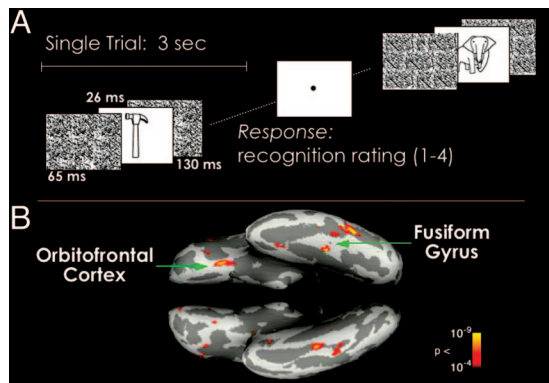 A
Single Trial: 3 sec
26 ms
130 ms
65 ms
Response:
recognition rating (1-4)
B
Orbitofrontal
Cortex
Fusiform
Gyrus
p <
10-9
10-4